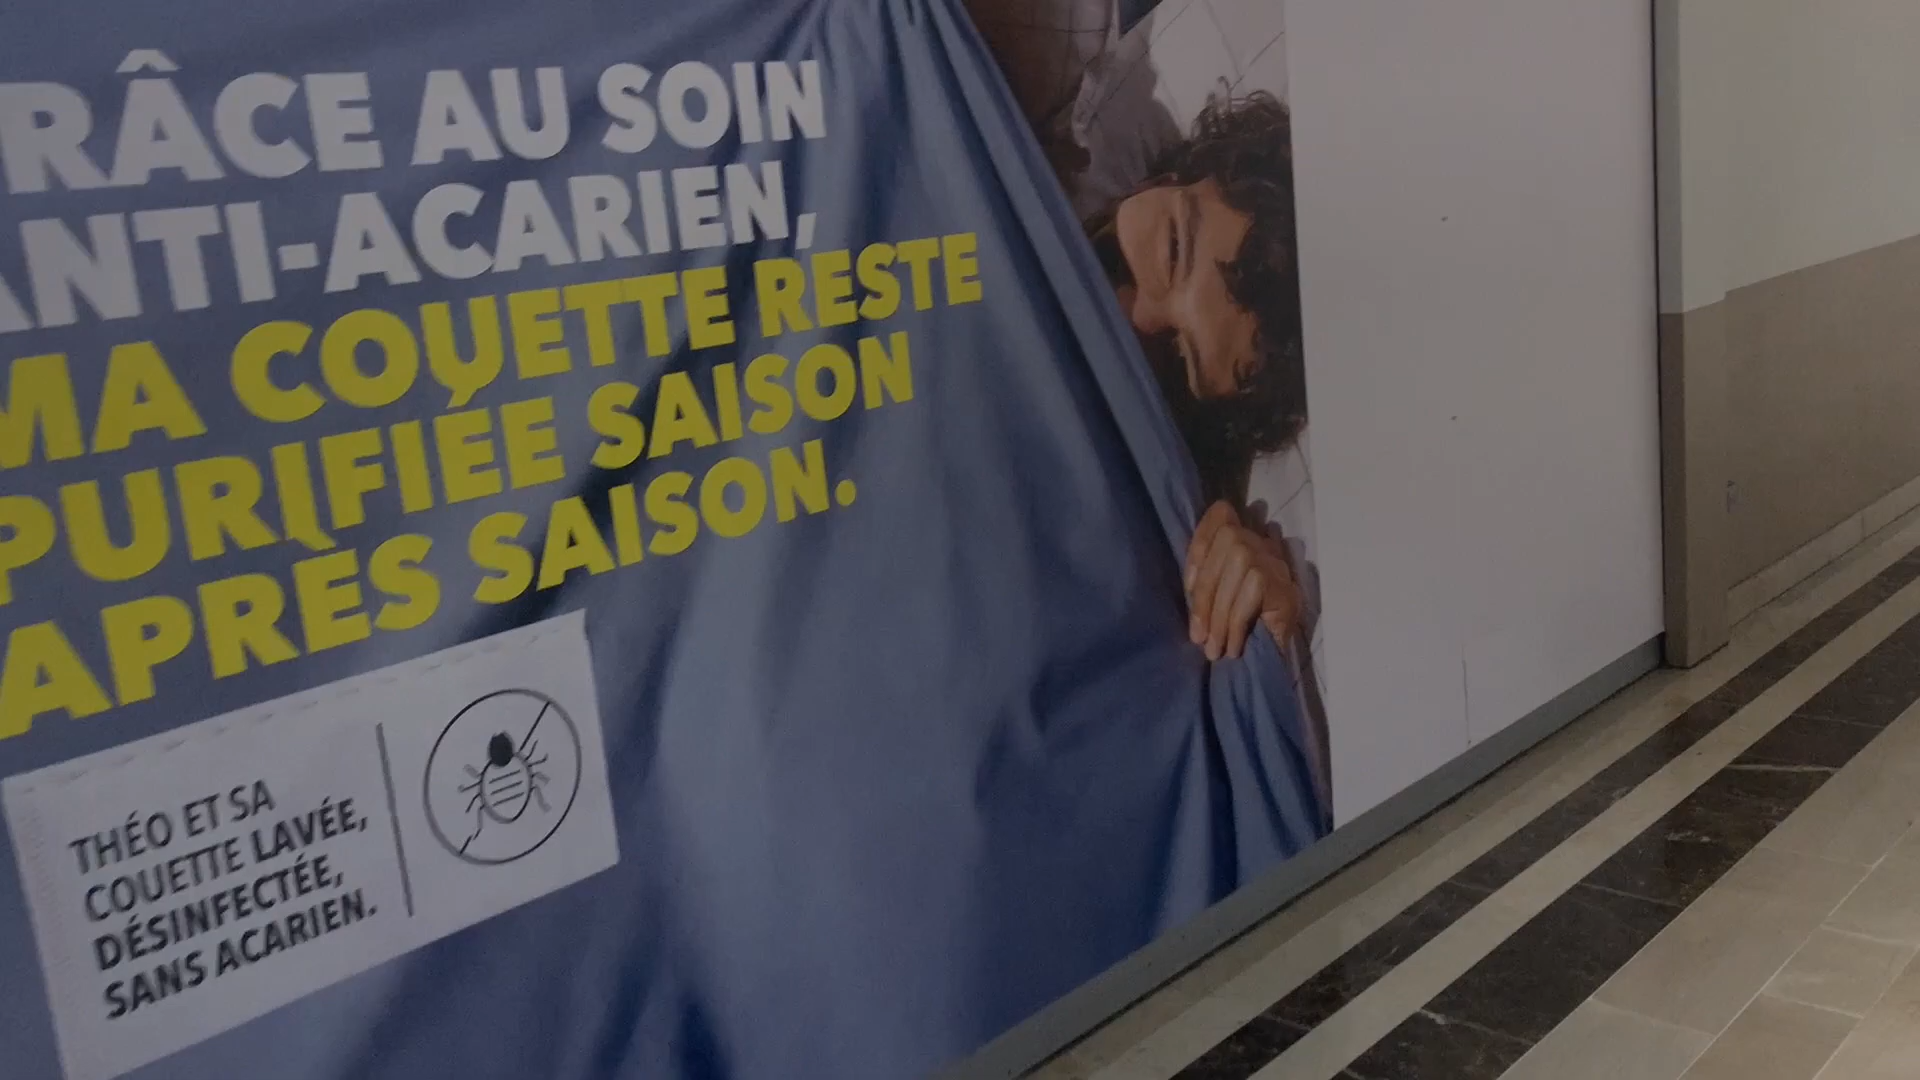 RÂCE AU SOIN
ANTI-ACARIEN,
MA COUETTE RESTE
PURIFIÉE SAISON
APRÈS SAISON.
THÉO ET SA
COUETTE LAVÉE,
DÉSINFECTÉE,
SANS ACARIEN.